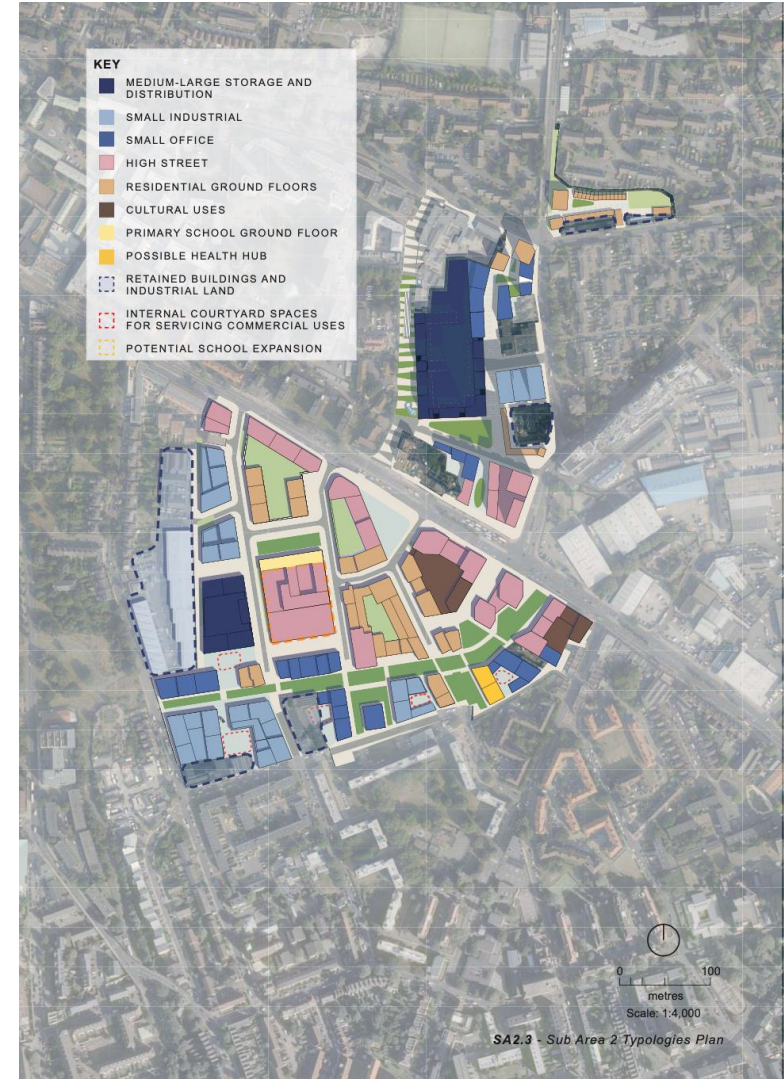 KEY
MEDIUM-LARGE STORAGE AND
DISTRIBUTION
SMALL INDUSTRIAL
SMALL OFFICE
HIGH STREET
RESIDENTIAL GROUND FLOORS
CULTURAL USES
PRIMARY SCHOOL GROUND FLOOR
POSSIBLE HEALTH HUB
RETAINED BUILDINGS AND
INDUSTRIAL LAND
INTERNAL COURTYARD SPACES
FOR SERVICING COMMERCIAL USES
POTENTIAL SCHOOL EXPANSION
0 100
metres
Scale: 1:4,000
SA2.3 - Sub Area 2 Typologies Plan